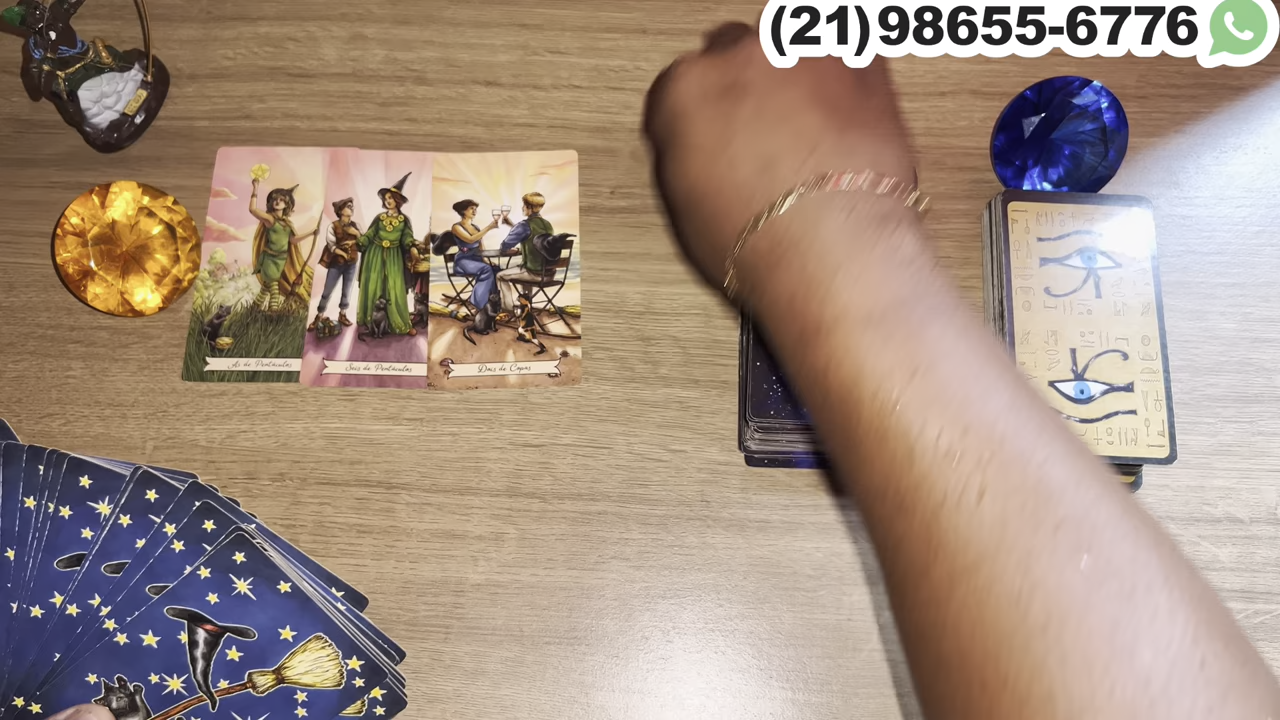 (21)98655-6776
Ás de Pentáculos
Seis de Pentáculos
Dois de Copas